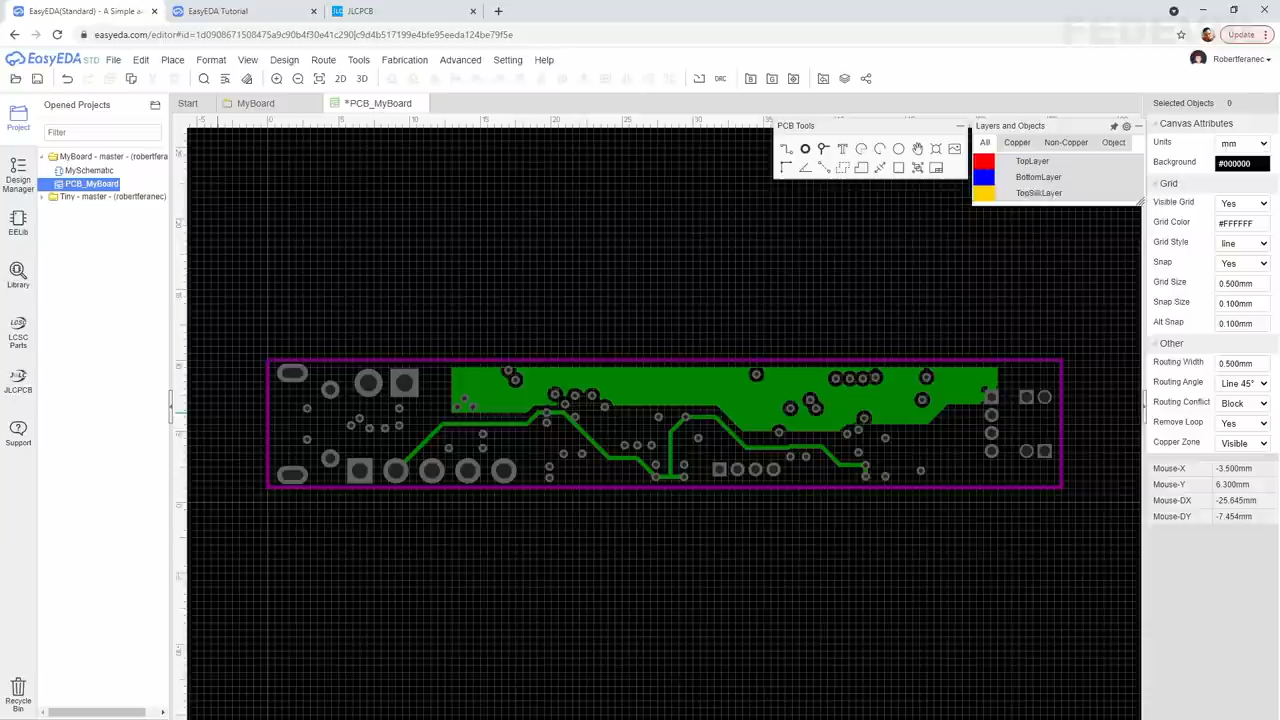 EasyEDA(Standard) - A Simple a
EasyEDA Tutorial
JLCPCB
easyeda.com/editor#id=1d0908671508475a9c90b4f30e41c290|c9d4b517199e4bfe95eeda124be79f5e
Update
EasyEDA STD
File Edit Place Format View Design Route Tools Fabrication Advanced Setting Help
Robertferanec
2D 3D DRC
Project
Design Manager
EELib
Library
LCSC Parts
JLCPCB
Support
Recycle Bin
Opened Projects
Filter
MyBoard - master - (robertfera
MySchematic
PCB_MyBoard
Tiny - master - (robertferanec)
Start MyBoard *PCB_MyBoard
PCB Tools
Layers and Objects
All Copper Non-Copper Object
TopLayer
BottomLayer
TopSilkLayer
Selected Objects 0
Canvas Attributes
Units mm
Background #000000
Grid
Visible Grid Yes
Grid Color #FFFFFF
Grid Style line
Snap Yes
Grid Size 0.500mm
Snap Size 0.100mm
Alt Snap 0.100mm
Other
Routing Width 0.500mm
Routing Angle Line 45°
Routing Conflict Block
Remove Loop Yes
Copper Zone Visible
Mouse-X -3.500mm
Mouse-Y 6.300mm
Mouse-DX -25.645mm
Mouse-DY -7.454mm